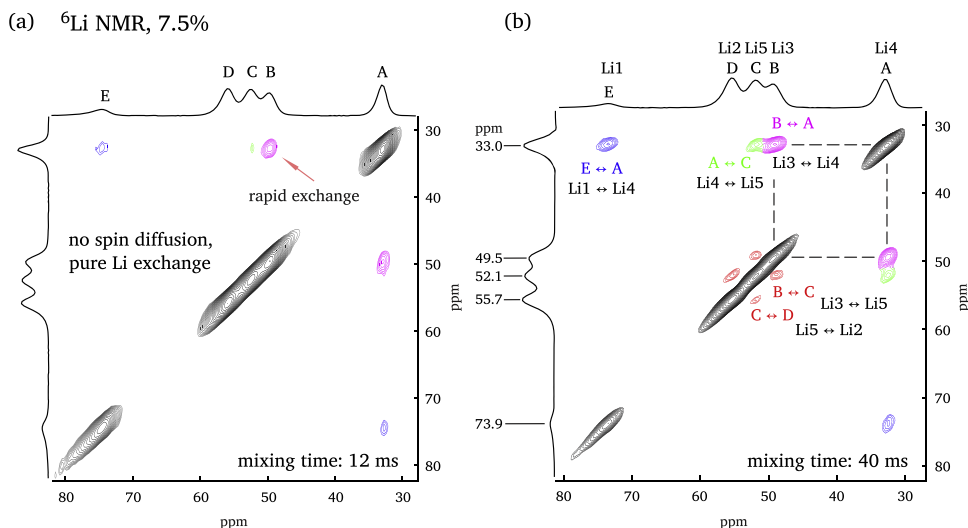 (a) ⁶Li NMR, 7.5%
E
D C B
A
30
40
50
60
70
80
ppm
rapid exchange
no spin diffusion,
pure Li exchange
mixing time: 12 ms
80 70 60 50 40 30
ppm
(b)
Li1
E
Li2 Li5 Li3
D C B
Li4
A
ppm
33.0
49.5
52.1
55.7
73.9
30
40
50
60
70
80
ppm
B ↔ A
Li3 ↔ Li4
A ↔ C
Li4 ↔ Li5
E ↔ A
Li1 ↔ Li4
B ↔ C
Li3 ↔ Li5
C ↔ D
Li5 ↔ Li2
mixing time: 40 ms
80 70 60 50 40 30
ppm